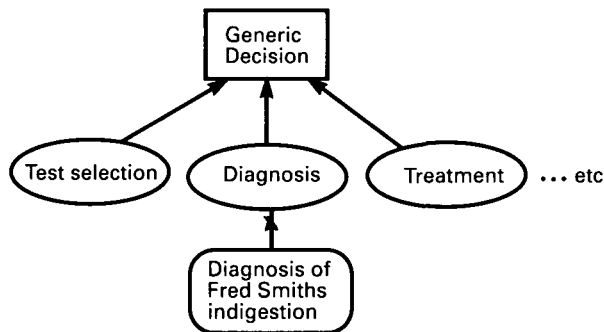 Generic
Decision
Test selection
Diagnosis
Treatment
... etc
Diagnosis of
Fred Smiths
indigestion